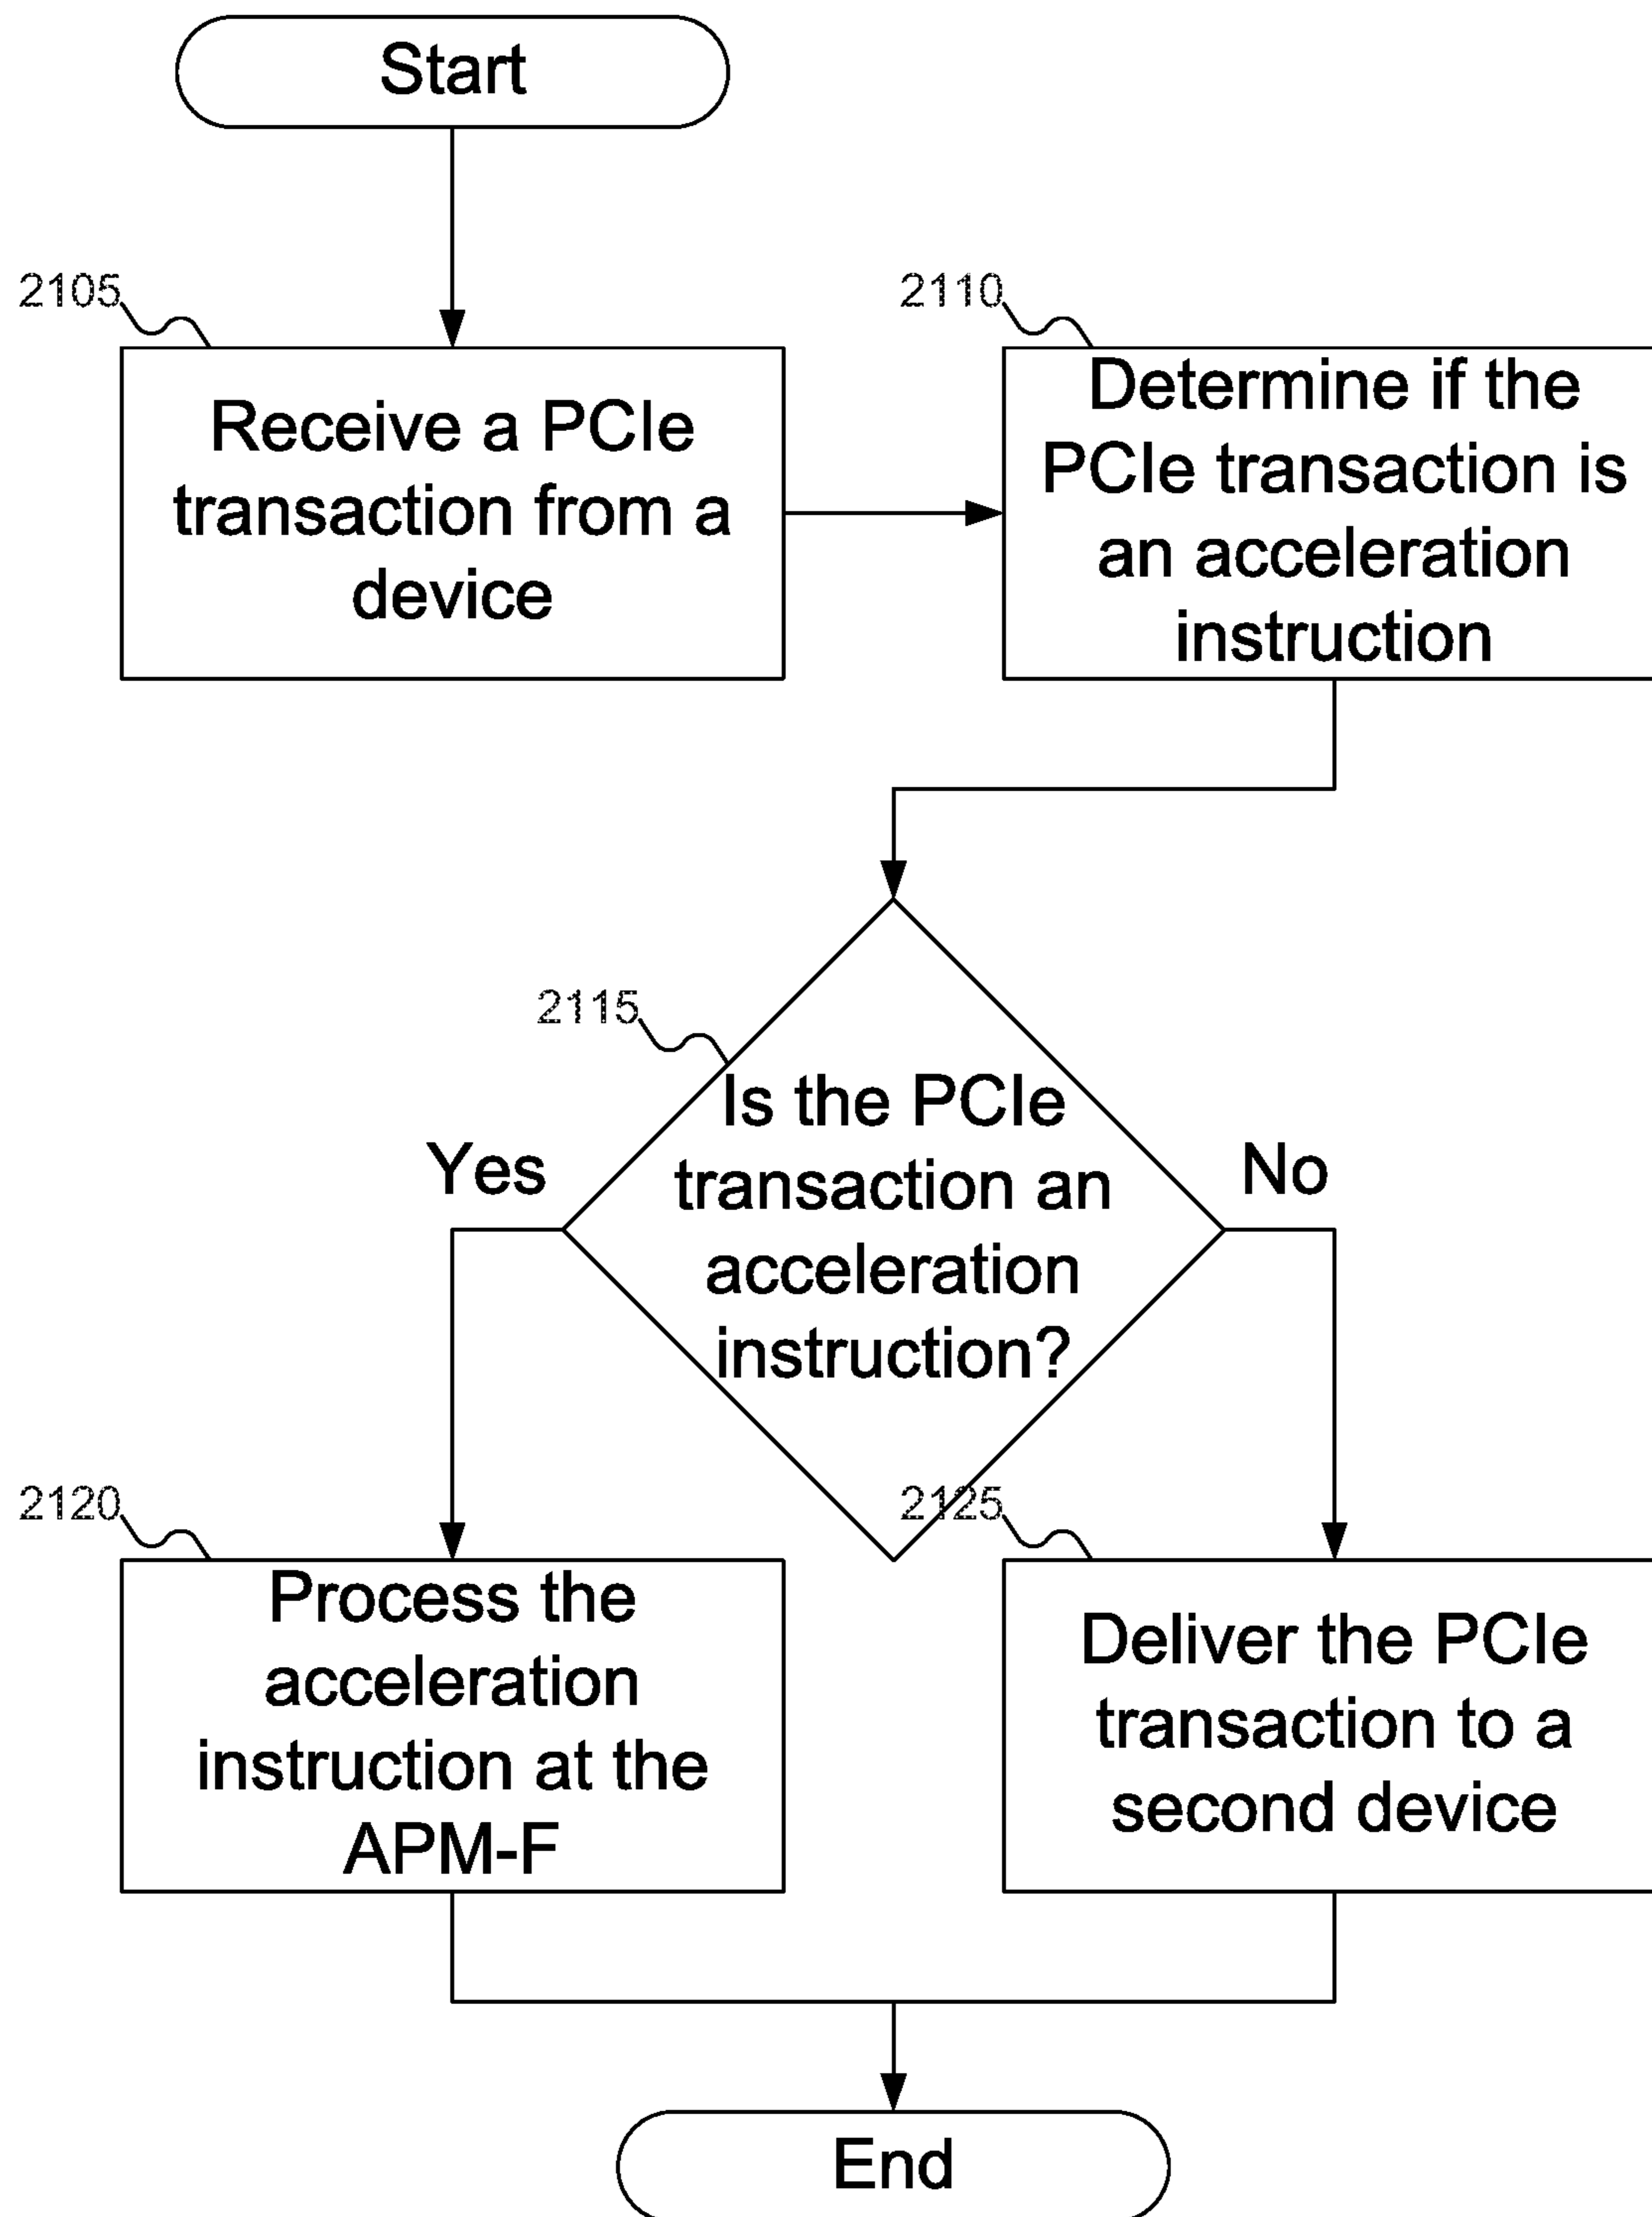 Start
2105
Receive a PCIe
transaction from a
device
2110
Determine if the
PCIe transaction is
an acceleration
instruction
2115
Is the PCIe
transaction an
acceleration
instruction?
Yes
No
2120
Process the
acceleration
instruction at the
APM-F
2125
Deliver the PCIe
transaction to a
second device
End